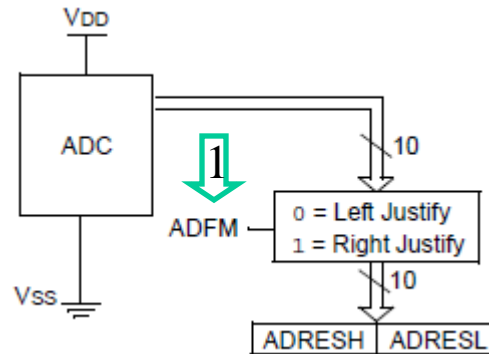 VDD
ADC
10
1
ADFM
0 = Left Justify
1 = Right Justify
10
VSS
ADRESH ADRESL